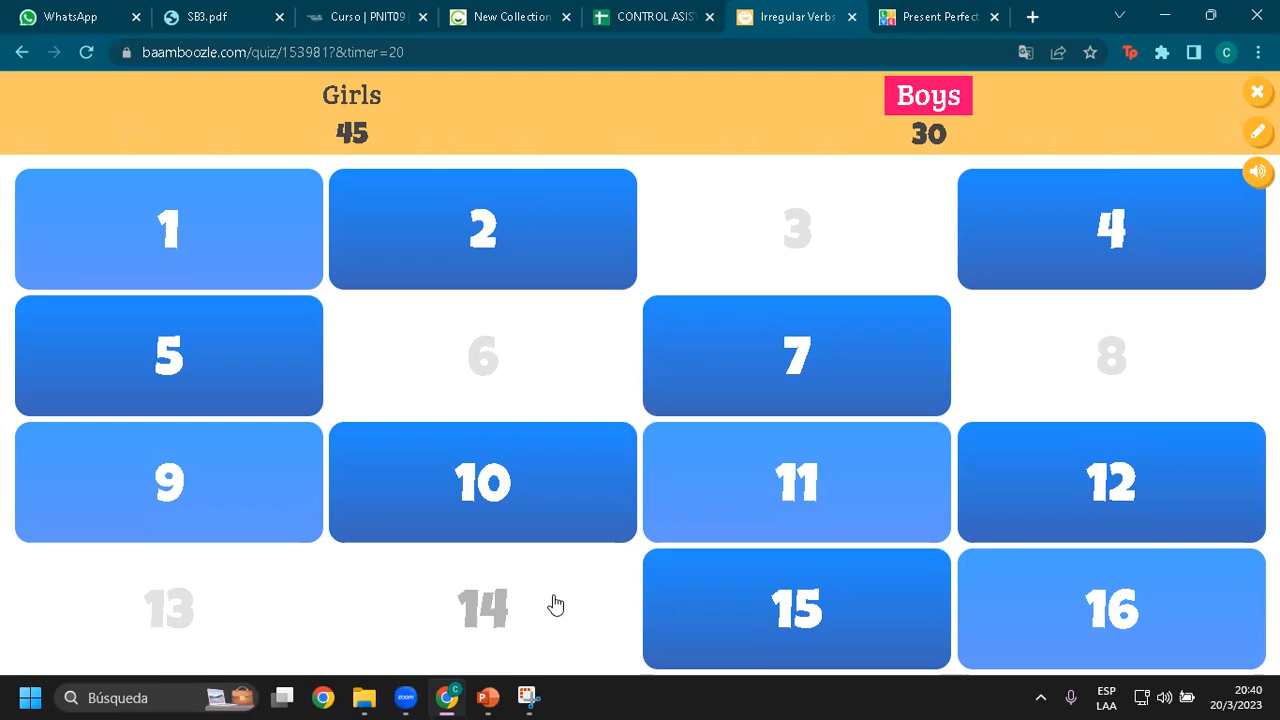 WhatsApp
SB3.pdf
Curso | PNIT09
New Collection
CONTROL ASIST
Irregular Verbs
Present Perfect
baamboozle.com/quiz/1539817&timer=20
C
Girls
Boys
45
30
1
2
3
4
5
6
7
8
9
10
11
12
13
14
15
16
Búsqueda
zoom
ESP
LAA
20:40
20/3/2023